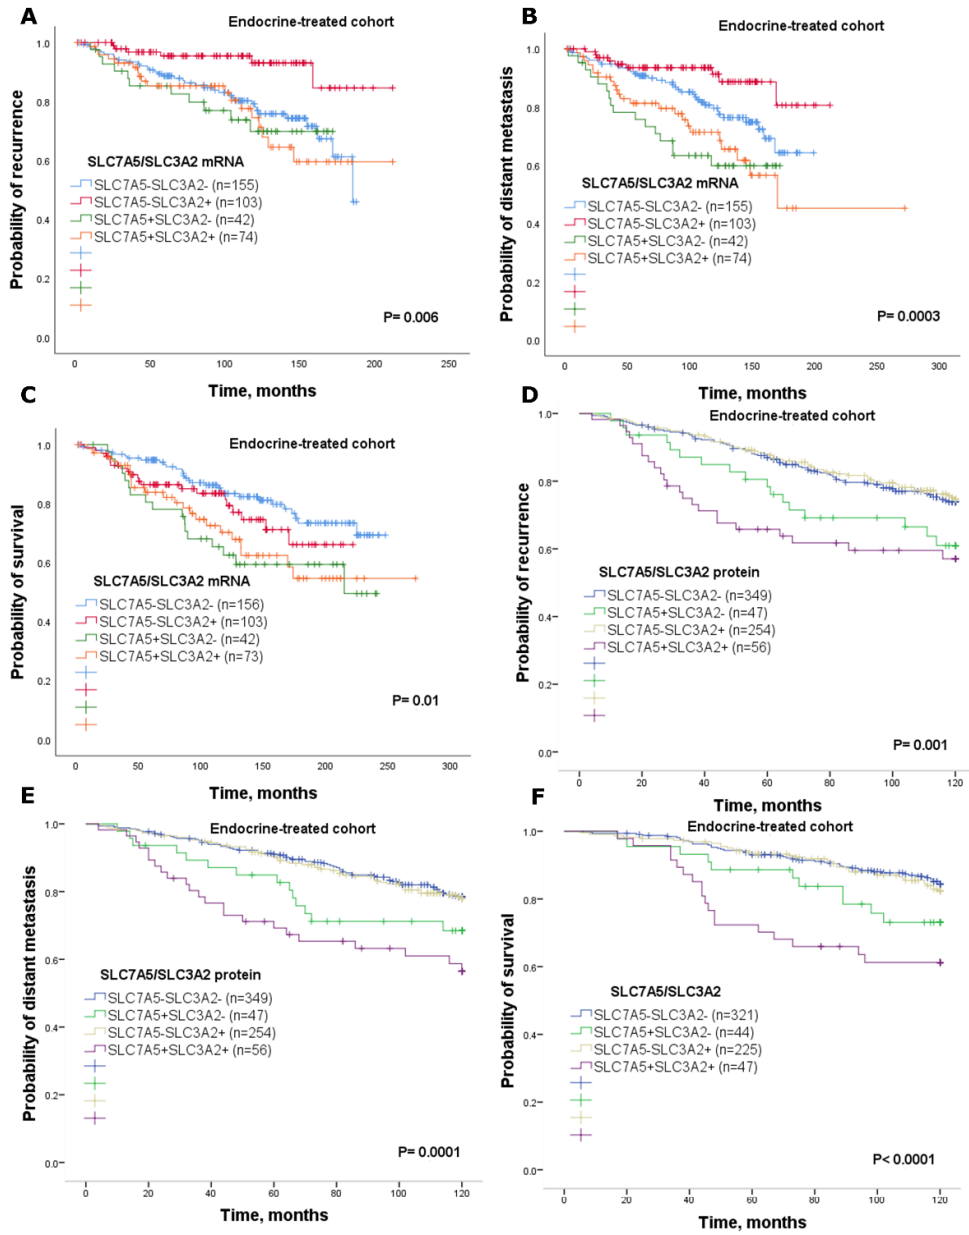 A
Endocrine-treated cohort
Probability of recurrence
1.0
0.8
0.6
0.4
0.2
0.0
SLC7A5/SLC3A2 mRNA
SLC7A5-SLC3A2- (n=155)
SLC7A5-SLC3A2+ (n=103)
SLC7A5+SLC3A2- (n=42)
SLC7A5+SLC3A2+ (n=74)
P= 0.006
0 50 100 150 200 250
Time, months
B
Endocrine-treated cohort
Probability of distant metastasis
1.0
0.8
0.6
0.4
0.2
0.0
SLC7A5/SLC3A2 mRNA
SLC7A5-SLC3A2- (n=155)
SLC7A5-SLC3A2+ (n=103)
SLC7A5+SLC3A2- (n=42)
SLC7A5+SLC3A2+ (n=74)
P= 0.0003
0 50 100 150 200 250 300
Time, months
C
Endocrine-treated cohort
Probability of survival
1.0
0.8
0.6
0.4
0.2
0.0
SLC7A5/SLC3A2 mRNA
SLC7A5-SLC3A2- (n=156)
SLC7A5-SLC3A2+ (n=103)
SLC7A5+SLC3A2- (n=42)
SLC7A5+SLC3A2+ (n=73)
P= 0.01
0 50 100 150 200 250 300
Time, months
D
Endocrine-treated cohort
Probability of recurrence
1.0
0.8
0.6
0.4
0.2
0.0
SLC7A5/SLC3A2 protein
SLC7A5-SLC3A2- (n=349)
SLC7A5+SLC3A2- (n=47)
SLC7A5-SLC3A2+ (n=254)
SLC7A5+SLC3A2+ (n=56)
P= 0.001
0 20 40 60 80 100 120
Time, months
E
Endocrine-treated cohort
Probability of distant metastasis
1.0
0.8
0.6
0.4
0.2
0.0
SLC7A5/SLC3A2 protein
SLC7A5-SLC3A2- (n=349)
SLC7A5+SLC3A2- (n=47)
SLC7A5-SLC3A2+ (n=254)
SLC7A5+SLC3A2+ (n=56)
P= 0.0001
0 20 40 60 80 100 120
Time, months
F
Endocrine-treated cohort
Probability of survival
1.0
0.8
0.6
0.4
0.2
0.0
SLC7A5/SLC3A2
SLC7A5-SLC3A2- (n=321)
SLC7A5+SLC3A2- (n=44)
SLC7A5-SLC3A2+ (n=225)
SLC7A5+SLC3A2+ (n=47)
P< 0.0001
0 20 40 60 80 100 120
Time, months